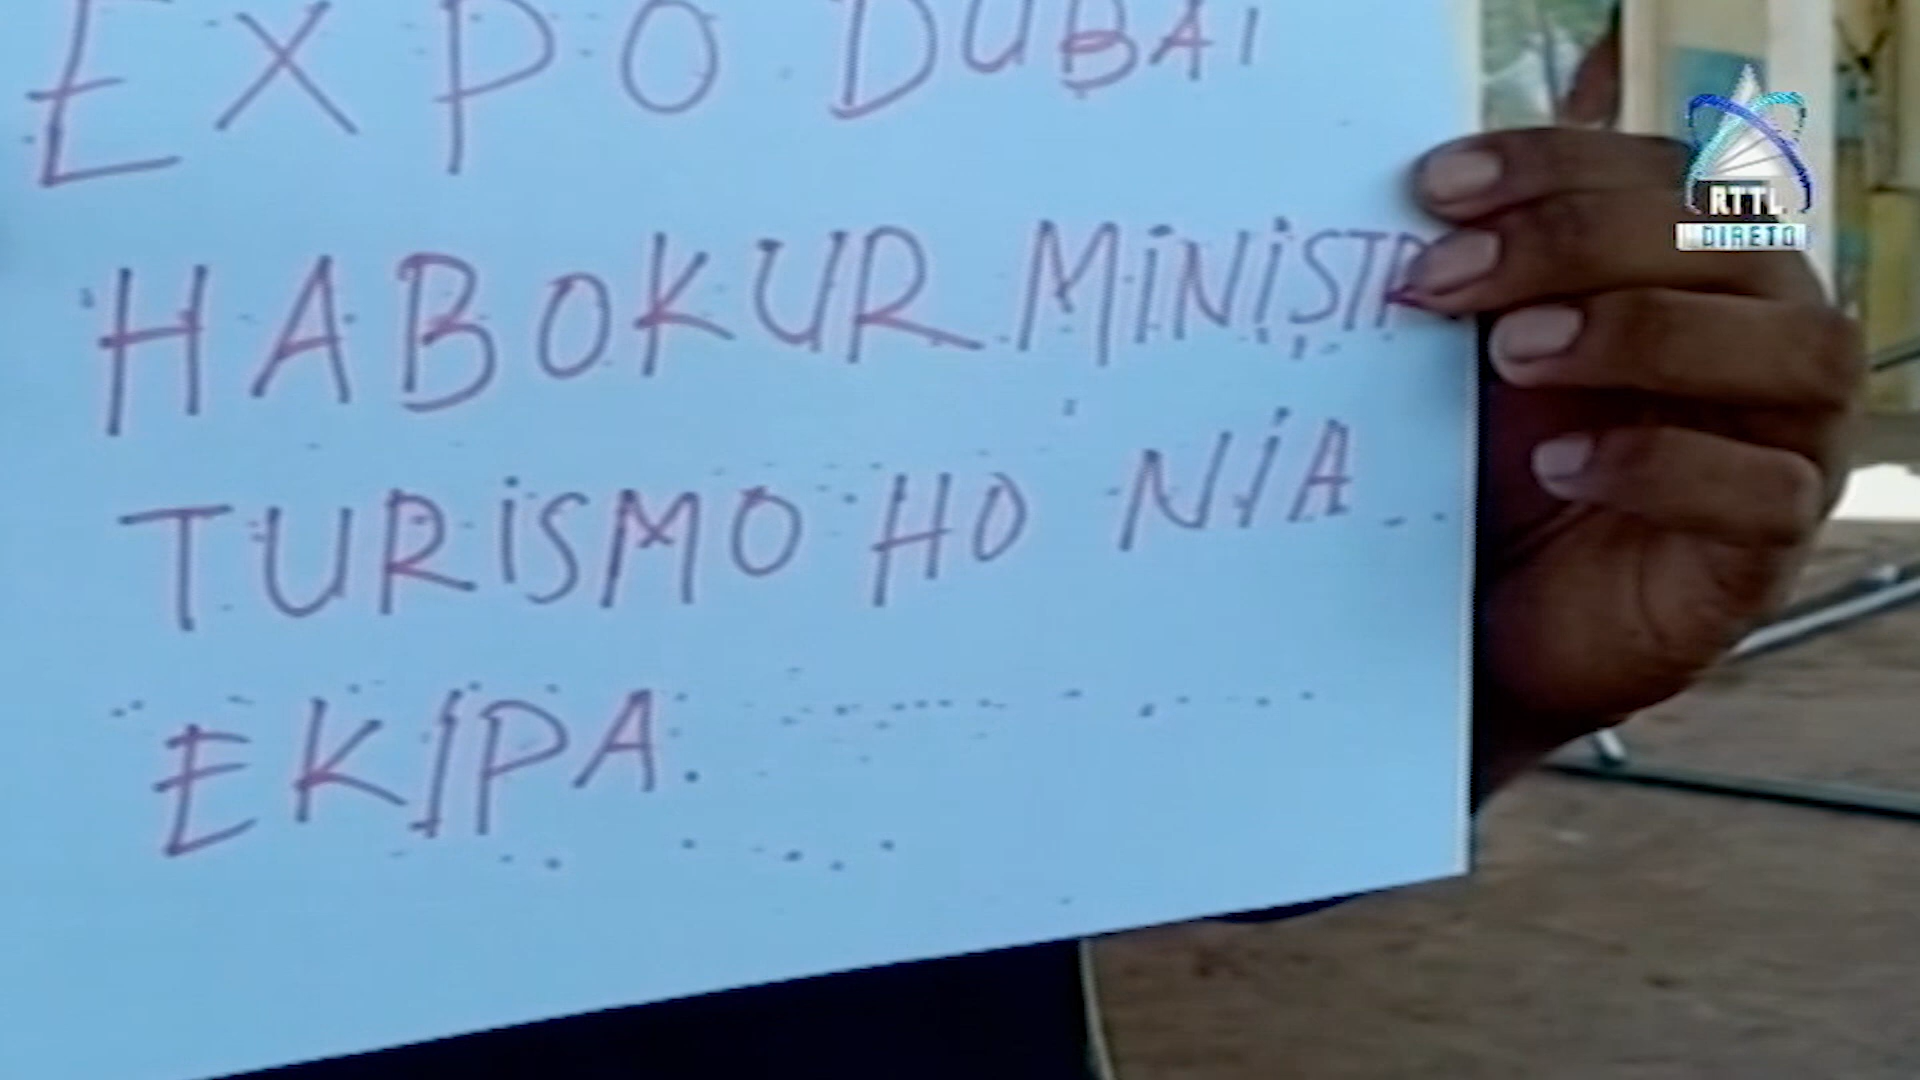 EXPO DUBAI
HABOKUR MINISTR
TURISMO HO NIA
EKIPA.
RTTL
DIRETO